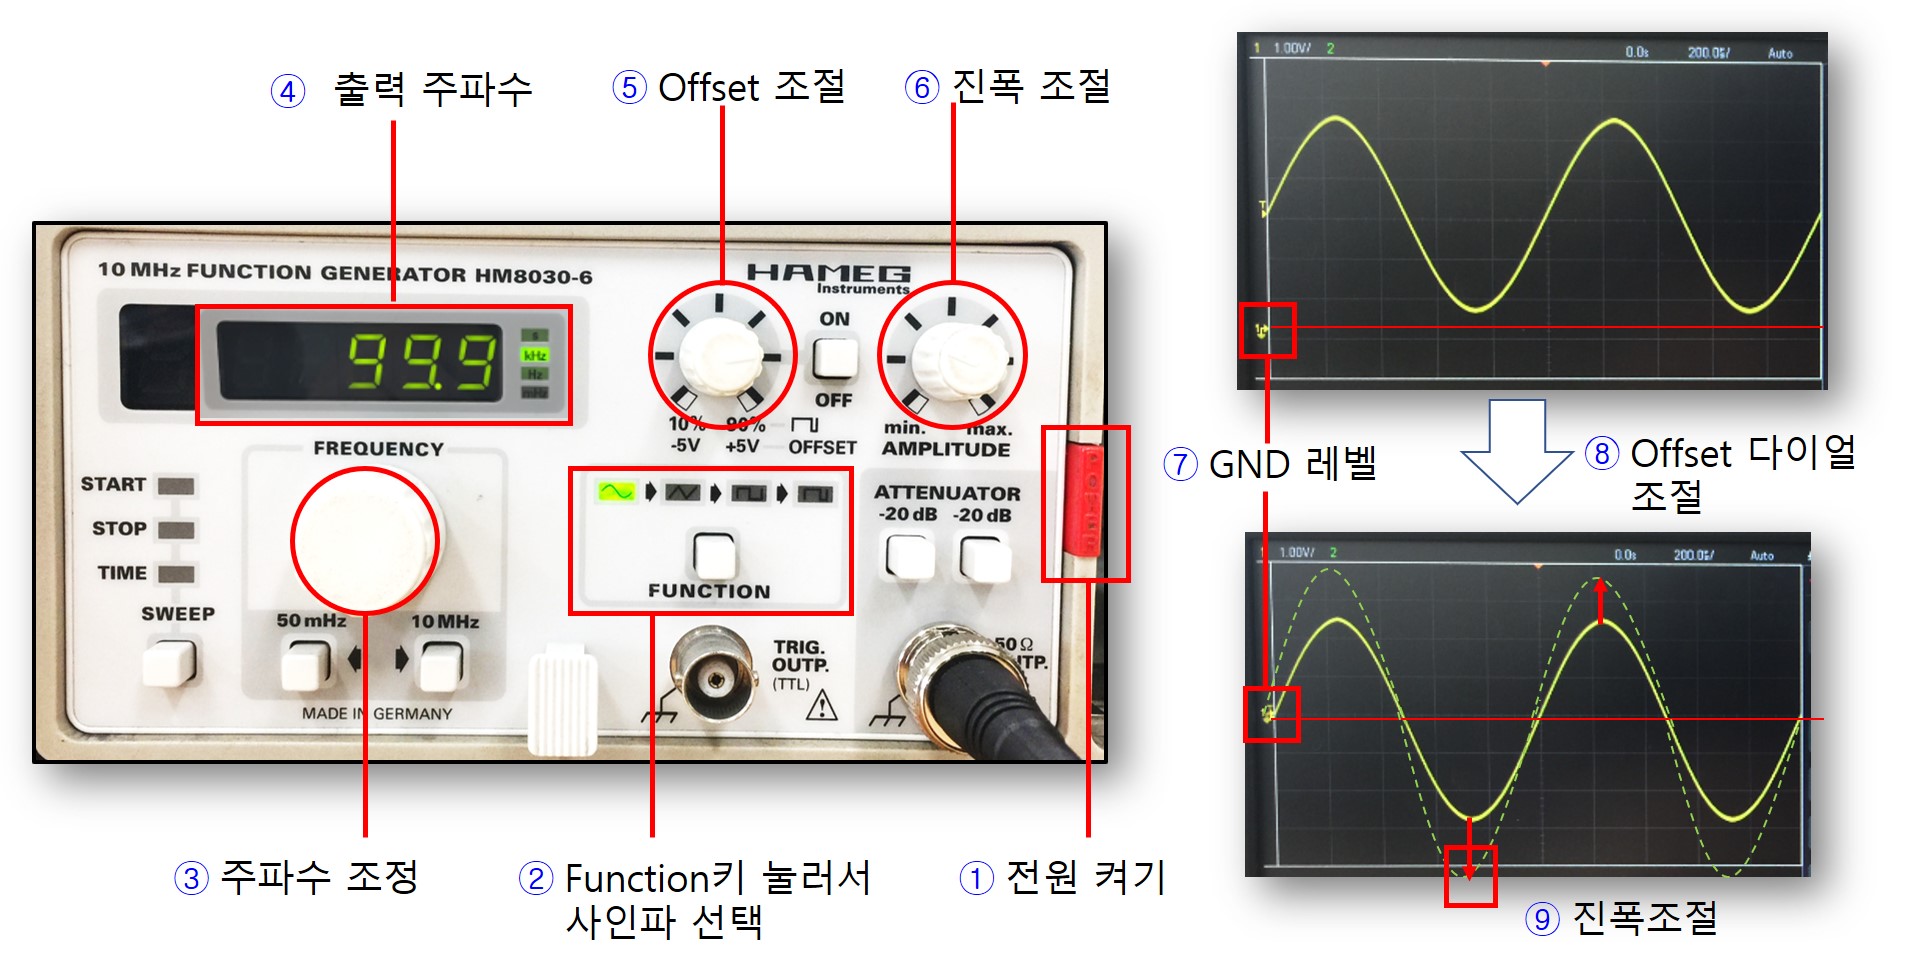 ④ 출력 주파수
⑤ Offset 조절
⑥ 진폭 조절
10 MHz FUNCTION GENERATOR HM8030-6
HAMEG
Instruments
99.9
s
kHz
Hz
mHz
ON
OFF
10% 90%
-5V +5V OFFSET
min. max.
AMPLITUDE
FREQUENCY
START
STOP
TIME
SWEEP
50 mHz 10 MHz
MADE IN GERMANY
FUNCTION
ATTENUATOR
-20 dB -20 dB
TRIG.
OUTP.
(TTL)
50 Ω
③ 주파수 조정
② Function키 눌러서
사인파 선택
① 전원 켜기
1 1.00V/ 2 0.0s 200.0 Auto
⑦ GND 레벨
⑧ Offset 다이얼
조절
1 1.00V/ 2 0.0s 200.0 Auto
⑨ 진폭조절